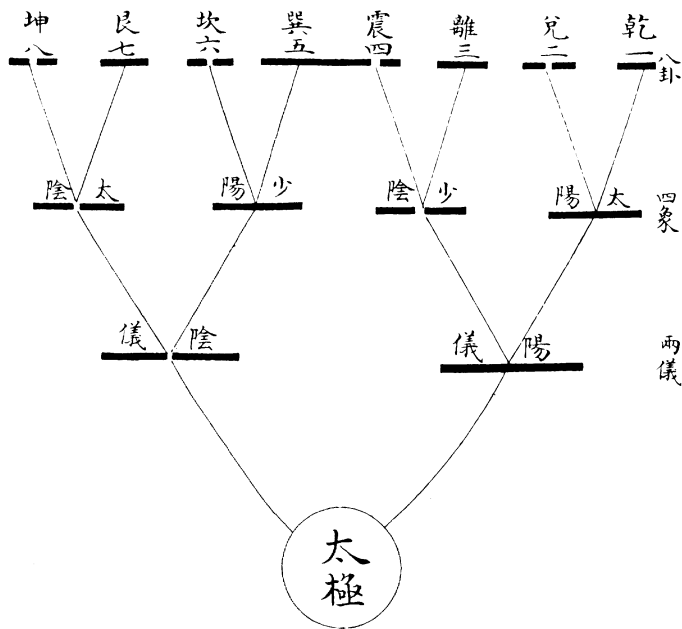 乾一
兌二
離三
震四
巽五
坎六
艮七
坤八
八卦
太陽
少陰
少陽
太陰
四象
陽儀
陰儀
兩儀
太極